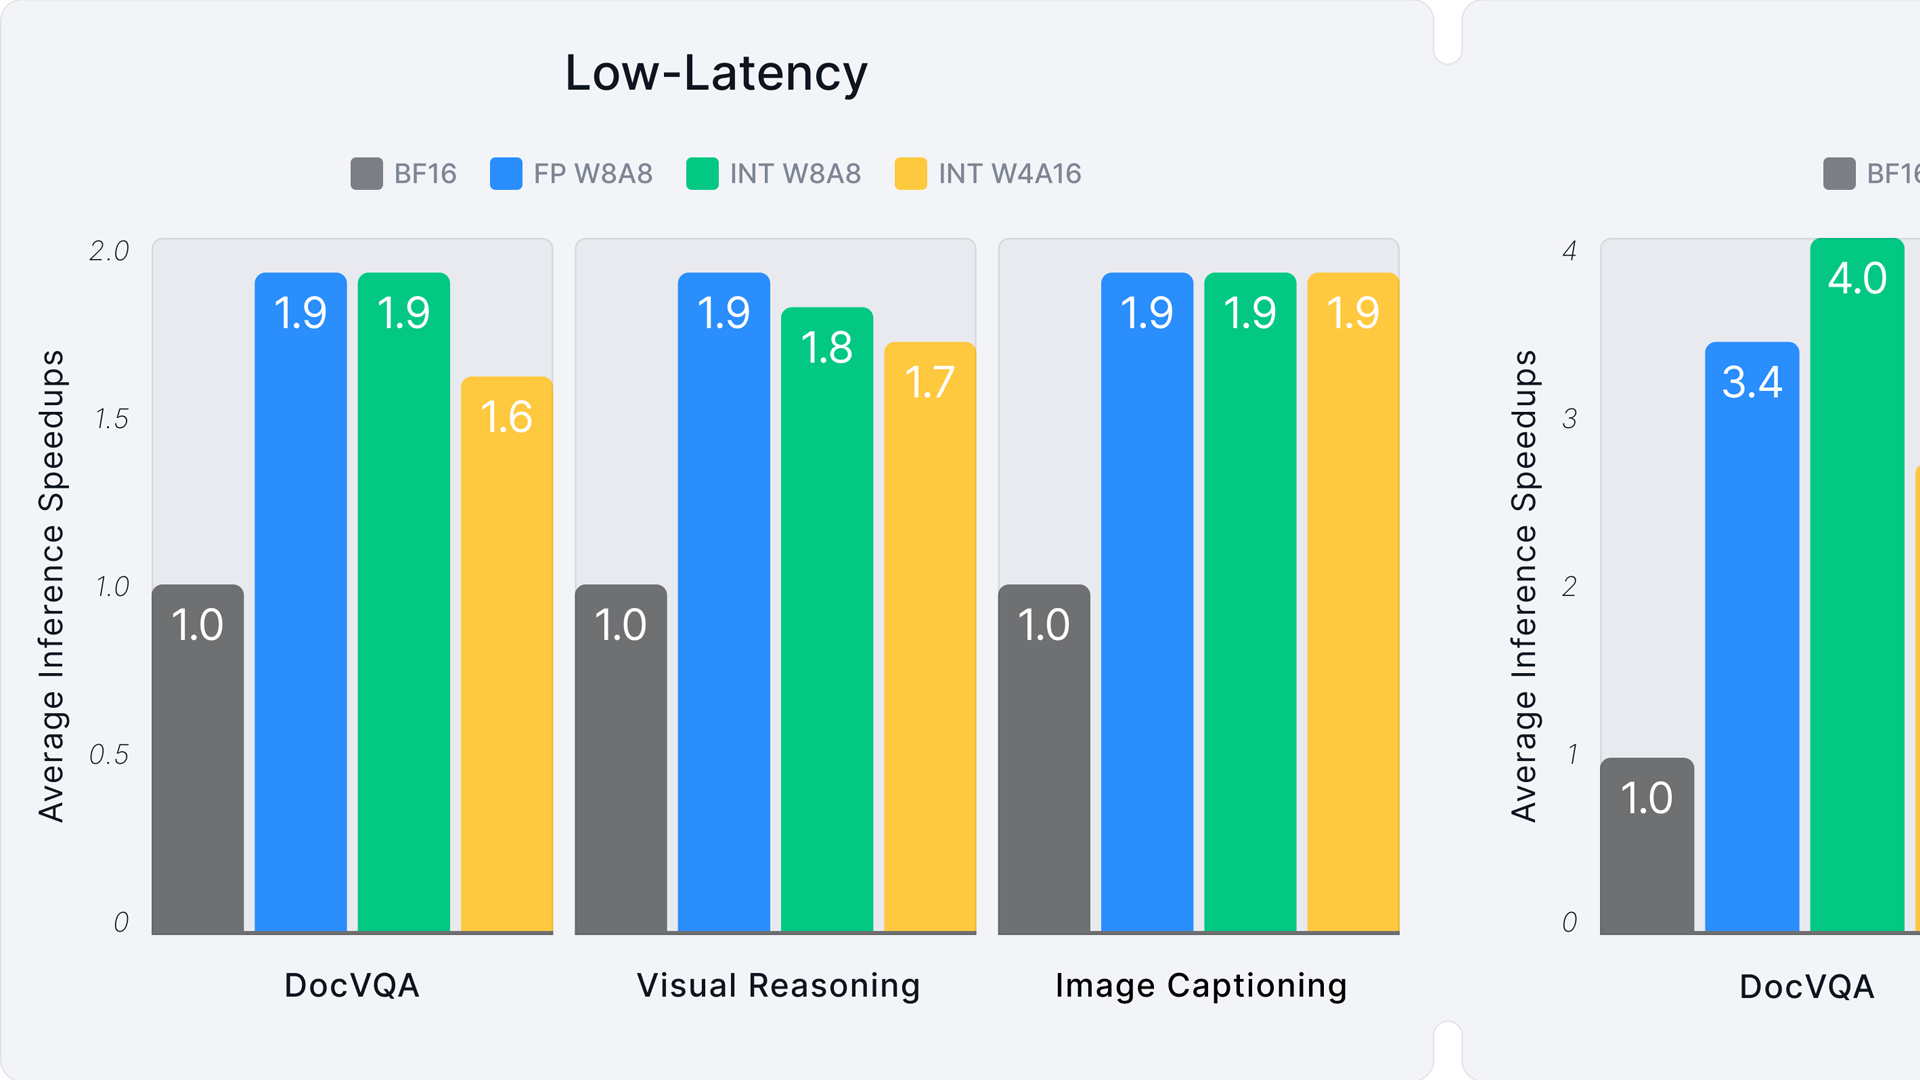 Low-Latency
BF16 FP W8A8 INT W8A8 INT W4A16
Average Inference Speedups
2.0
1.5
1.0
0.5
0
1.0 1.9 1.9 1.6
1.0 1.9 1.8 1.7
1.0 1.9 1.9 1.9
DocVQA Visual Reasoning Image Captioning
BF16
Average Inference Speedups
4
3
2
1
0
1.0 3.4 4.0
DocVQA